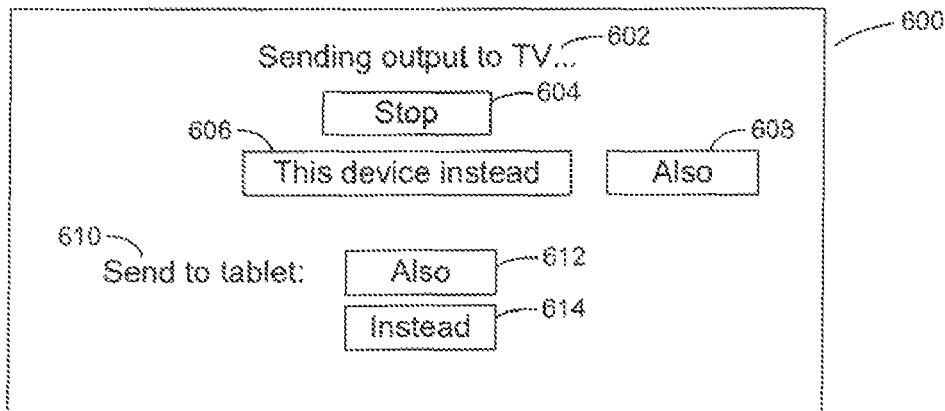 600
Sending output to TV... 602
Stop 604
606 608
This device instead Also
610
Send to tablet: Also 612
Instead 614